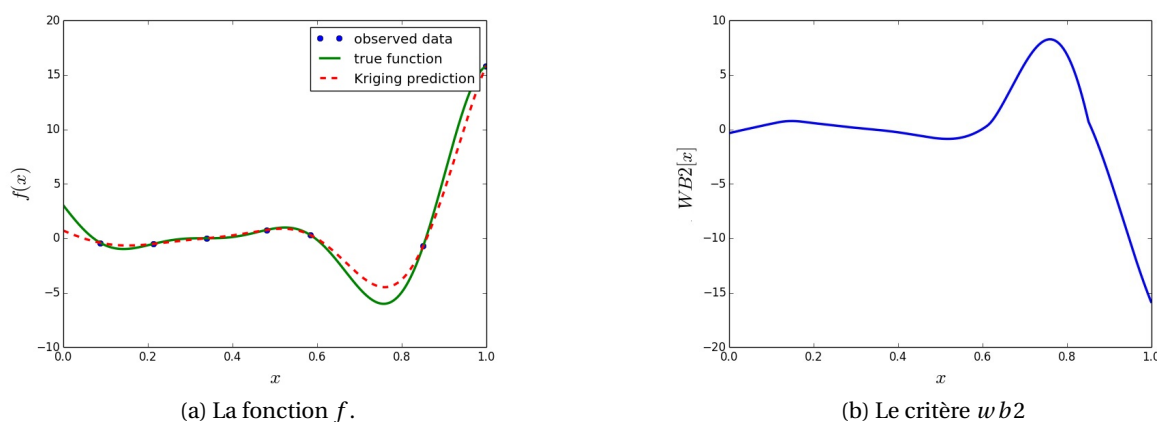 20
15
10
5
0
−5
−10
f(x)
observed data
true function
Kriging prediction
0.0 0.2 0.4 0.6 0.8 1.0
x
(a) La fonction f.
10
5
0
−5
−10
−15
−20
WB2[x]
0.0 0.2 0.4 0.6 0.8 1.0
x
(b) Le critère wb2